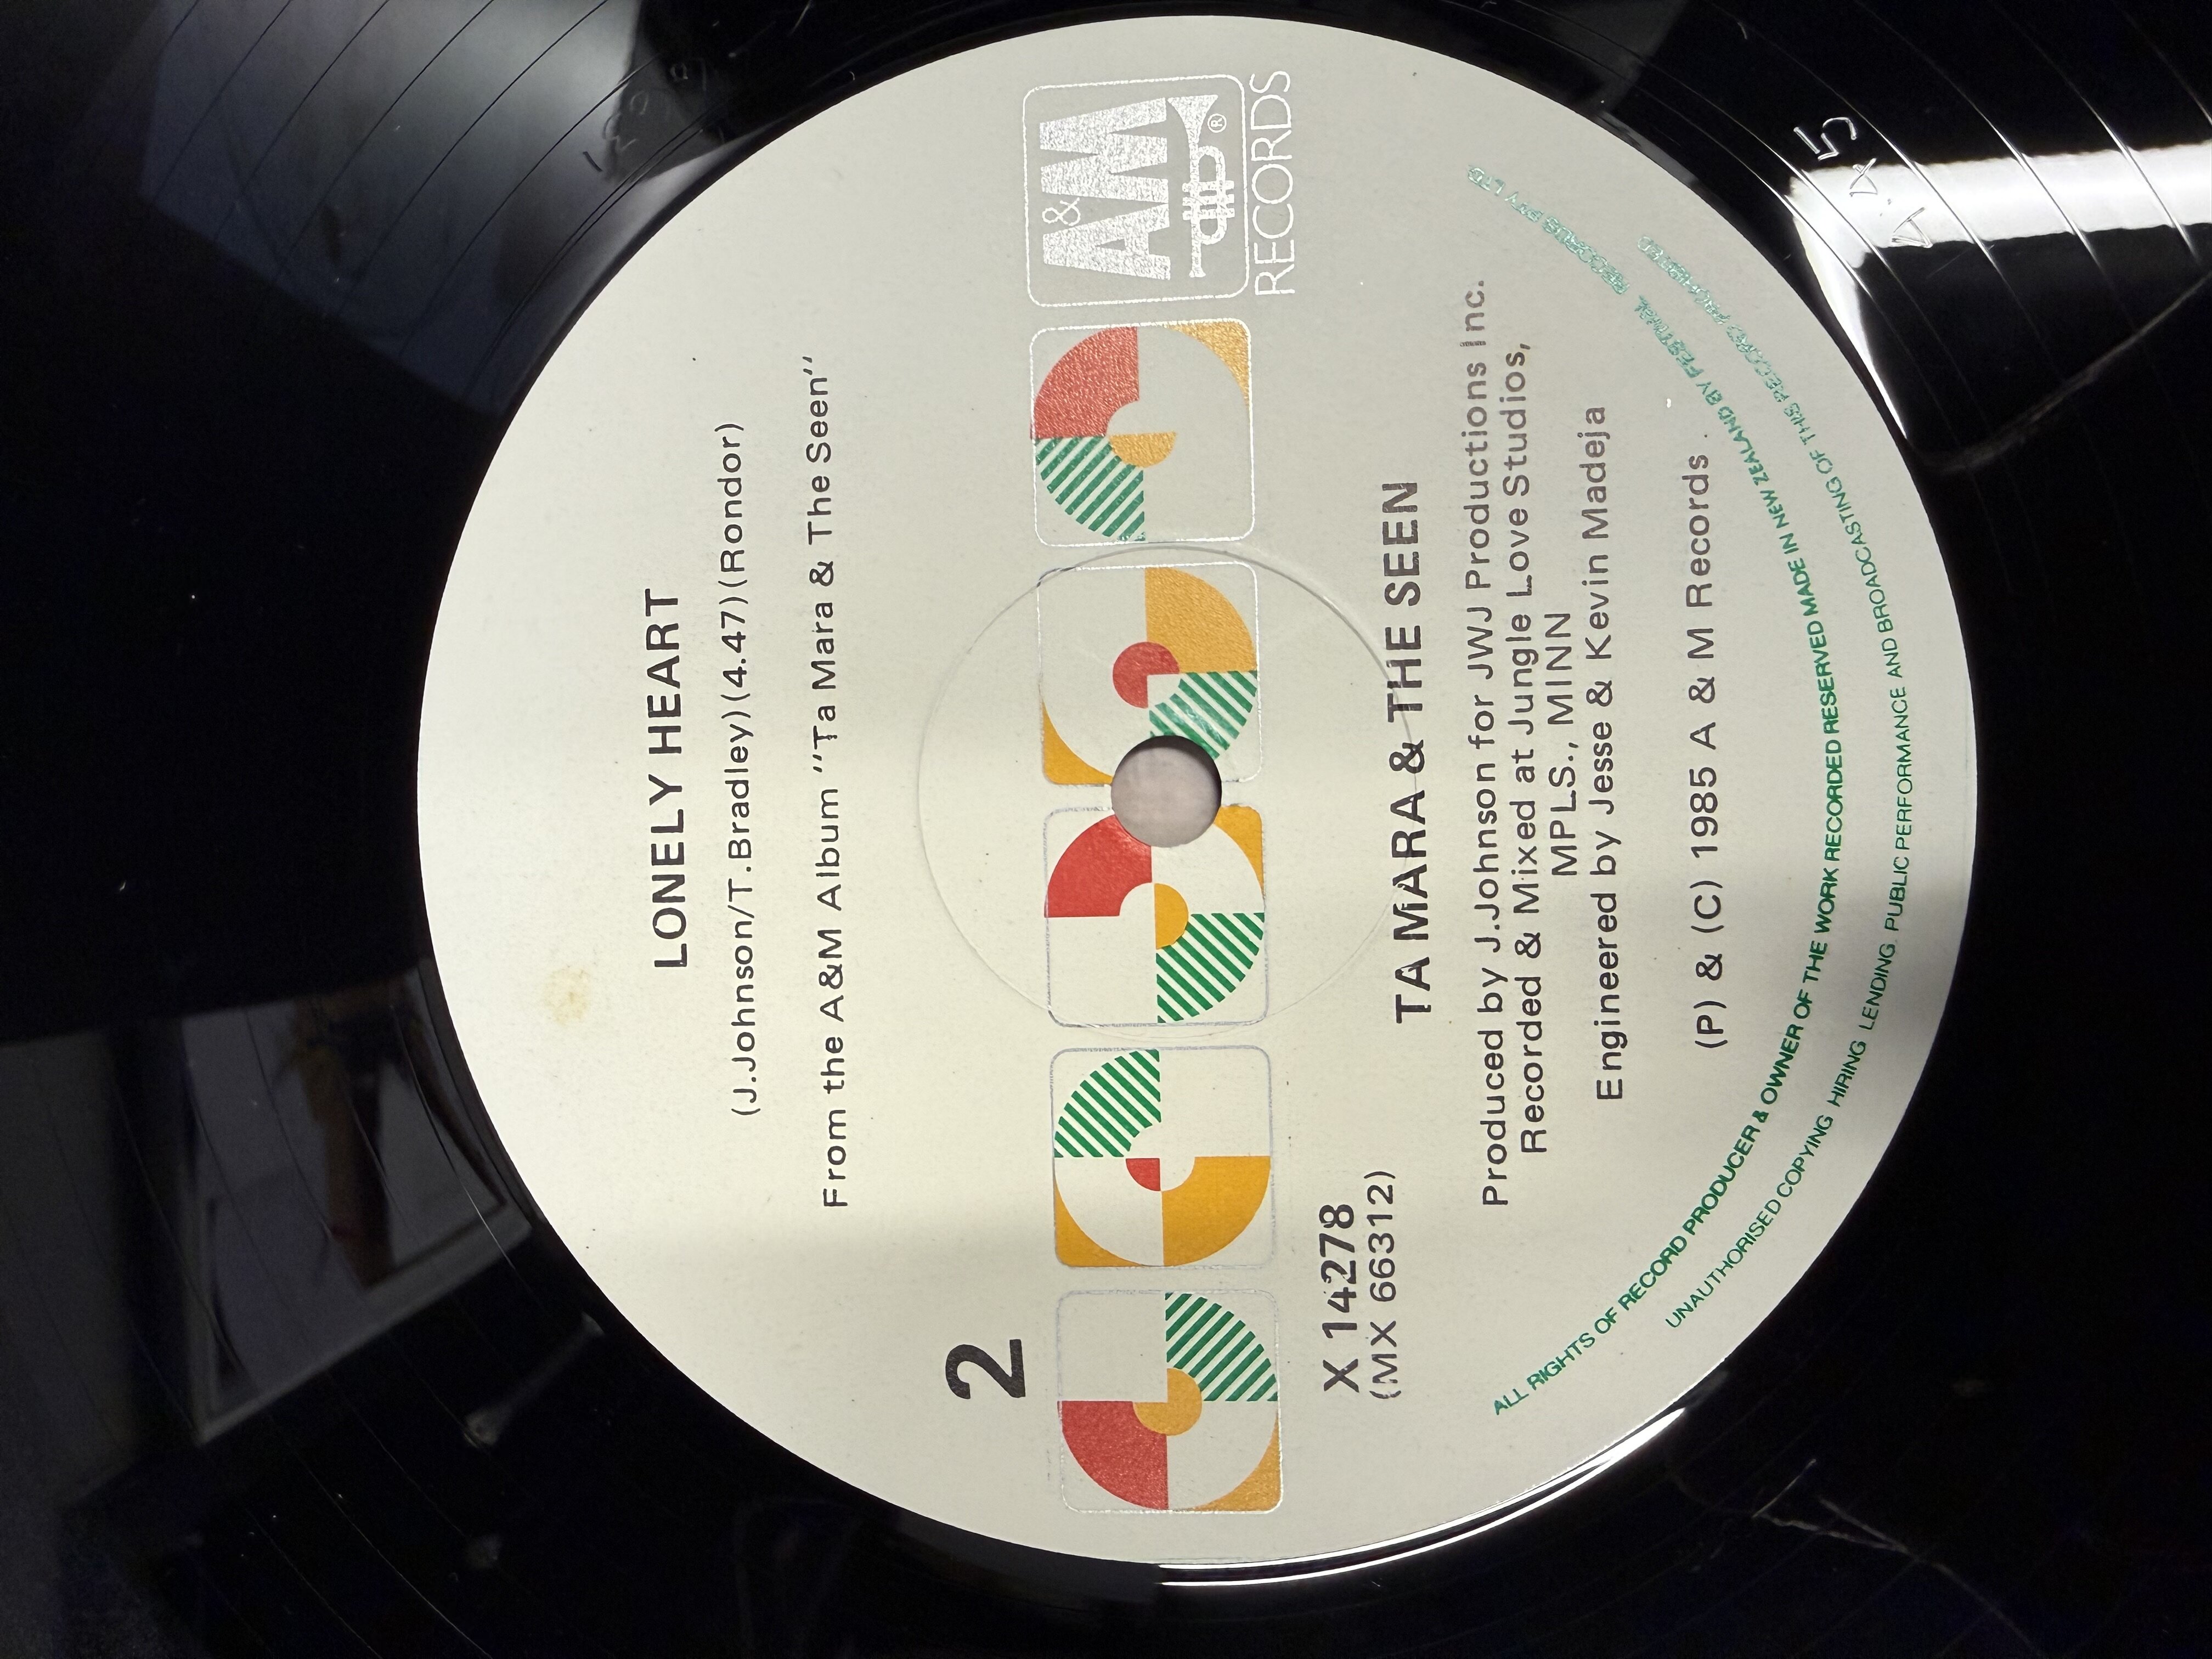 LONELY HEART
(J.Johnson/T.Bradley) (4.47) (Rondor)
From the A&M Album "Ta Mara & The Seen"
2
A&M
®
RECORDS
X 14278
(MX 66312)
TA MARA & THE SEEN
Produced by J.Johnson for JWJ Productions Inc.
Recorded & Mixed at Jungle Love Studios,
MPLS., MINN
Engineered by Jesse & Kevin Madeja
(P) & (C) 1985 A & M Records
ALL RIGHTS OF RECORD PRODUCER & OWNER OF THE WORK RECORDED RESERVED MADE IN NEW ZEALAND BY FESTIVAL RECORDS PTY LTD
UNAUTHORISED COPYING HIRING LENDING PUBLIC PERFORMANCE AND BROADCASTING OF THIS RECORD PROHIBITED